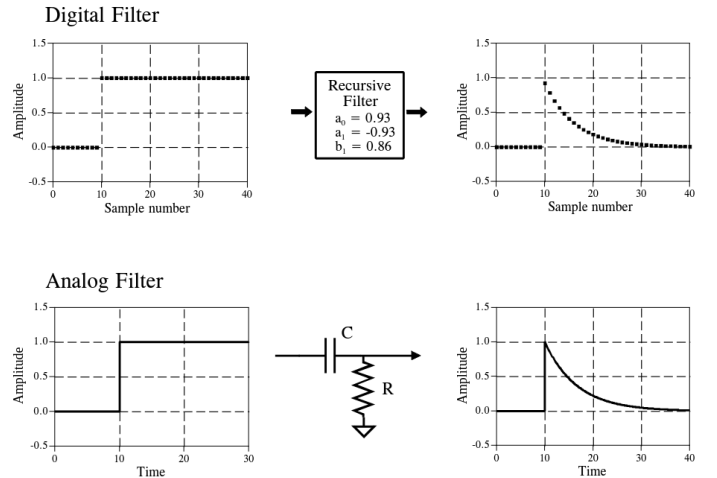 Digital Filter
1.5
1.0
0.5
0.0
-0.5
0 10 20 30 40
Amplitude
Sample number
Recursive
Filter
a₀ = 0.93
a₁ = -0.93
b₁ = 0.86
1.5
1.0
0.5
0.0
-0.5
0 10 20 30 40
Amplitude
Sample number
Analog Filter
1.5
1.0
0.5
0.0
-0.5
0 10 20 30
Amplitude
Time
C
R
1.5
1.0
0.5
0.0
-0.5
0 10 20 30 40
Amplitude
Time